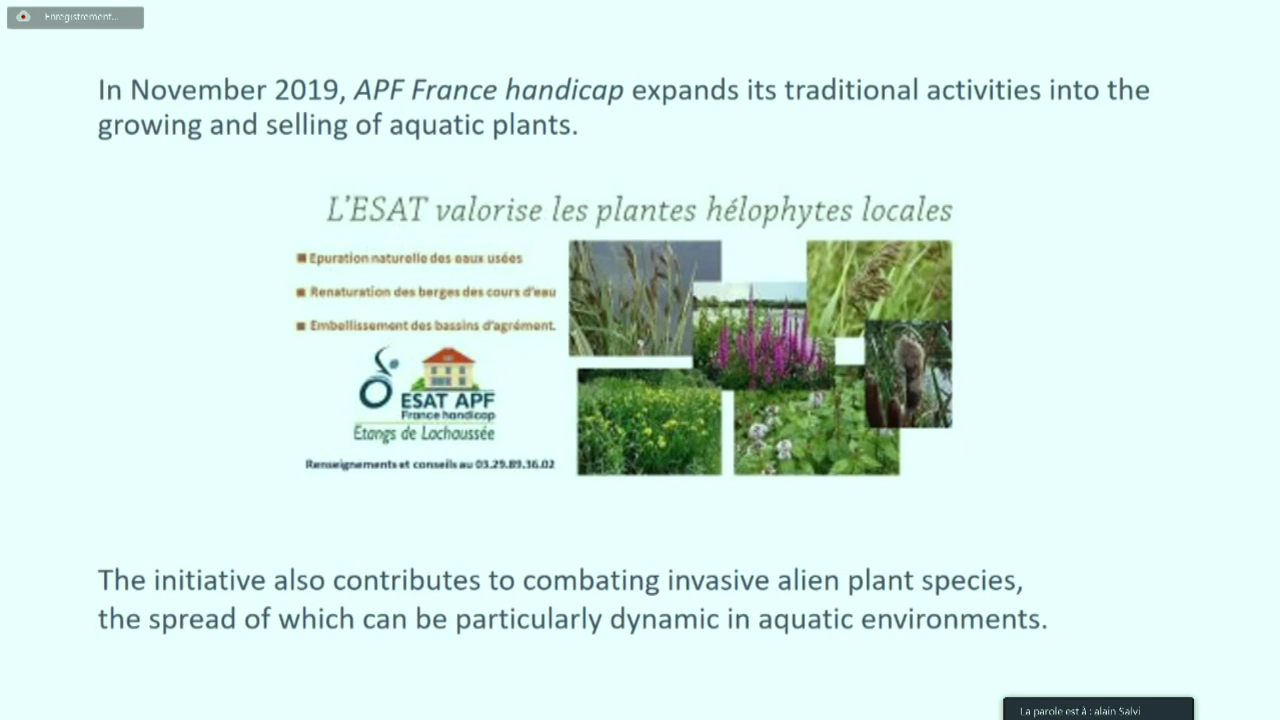 Enregistrement...
In November 2019, APF France handicap expands its traditional activities into the
growing and selling of aquatic plants.
L'ESAT valorise les plantes hélophytes locales
Epuration naturelle des eaux usées
Renaturation des berges des cours d'eau
Embellissement des bassins d'agrément.
ESAT APF
France handicap
Etangs de Lachaussée
Renseignements et conseils au 03.29.89.36.02
The initiative also contributes to combating invasive alien plant species,
the spread of which can be particularly dynamic in aquatic environments.
La parole est à : alain Salvi